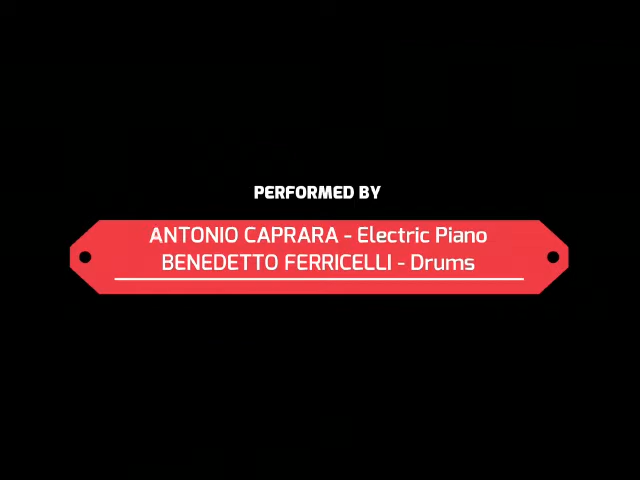 PERFORMED BY
ANTONIO CAPRARA - Electric Piano
BENEDETTO FERRICELLI - Drums